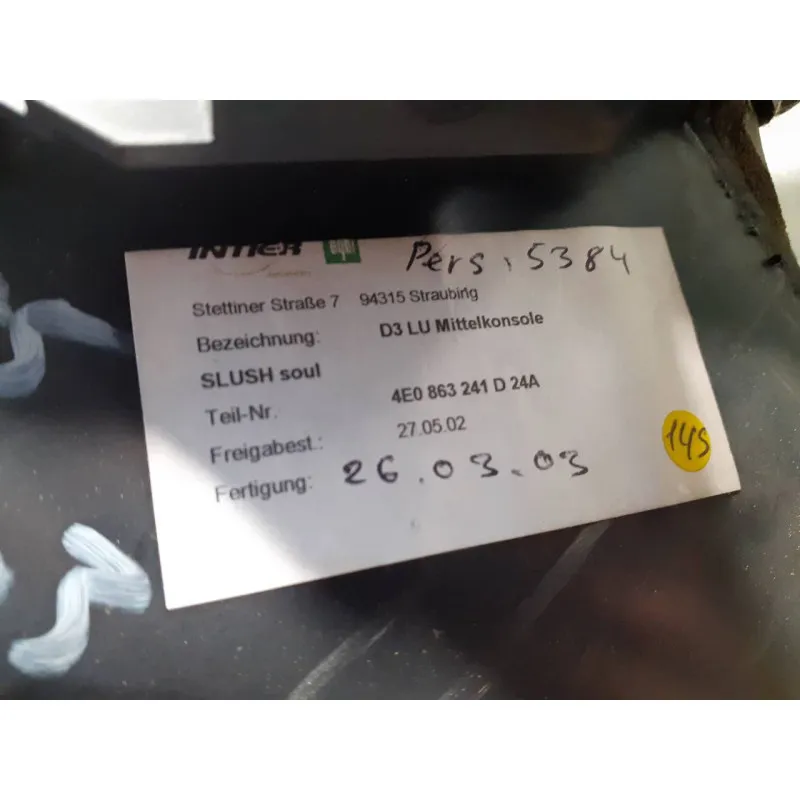 INTIER
Pers. 5384
Stettiner Straße 7 94315 Straubing
Bezeichnung: D3 LU Mittelkonsole
SLUSH soul
Teil-Nr. 4E0 863 241 D 24A
Freigabest.: 27.05.02
Fertigung: 26.03.03